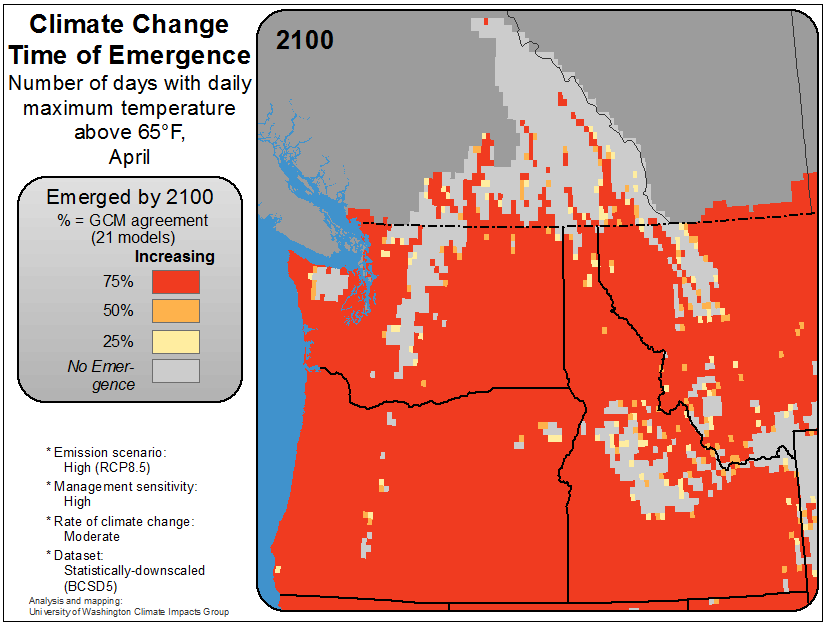 Climate Change
Time of Emergence
Number of days with daily
maximum temperature
above 65°F,
April
2100
Emerged by 2100
% = GCM agreement
(21 models)
Increasing
75%
50%
25%
No Emer-
gence
* Emission scenario:
High (RCP8.5)
* Management sensitivity:
High
* Rate of climate change:
Moderate
* Dataset:
Statistically-downscaled
(BCSD5)
Analysis and mapping:
University of Washington Climate Impacts Group